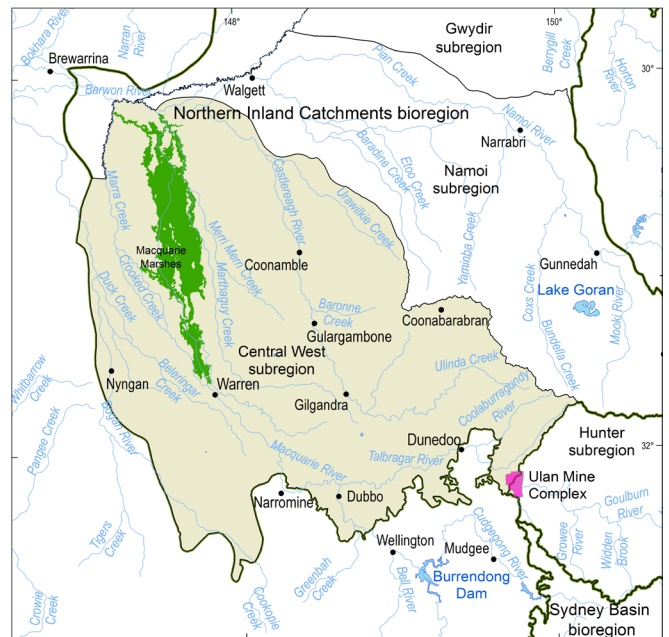 148°
150°
Gwydir
subregion
Bokhara River
Narran
River
Berrygill
Creek
Horton
River
Brewarrina
Pian Creek
30°
Barwon River
Walgett
Northern Inland Catchments bioregion
Namoi River
Narrabri
Baradine Creek
Etoo Creek
Namoi
subregion
Marra Creek
Castlereagh River
Urawilkie Creek
Merri Merri Creek
Macquarie
Marshes
Crooked Creek
Marthaguy Creek
Coonamble
Yaminba Creek
Gunnedah
Duck Creek
Lake Goran
Coxs Creek
Mooki River
Baronne
Creek
Coonabarabran
Gulargambone
Bundella Creek
Central West
subregion
Ulinda Creek
Whitbarrow
Creek
Nyngan
Beleringar
Creek
Warren
Gilgandra
Coolaburragundy
River
Pangee Creek
Bogan River
Hunter
subregion
Dunedoo
32°
Macquarie River
Talbragar River
Ulan Mine
Complex
Narromine
Dubbo
Goulburn
River
Tigers
Creek
Wellington
Mudgee
Cudgegong River
Growee
River
Widden
Brook
Burrendong
Dam
Greenbah
Creek
Bell River
Crowie
Creek
Cookopie
Creek
Sydney Basin
bioregion